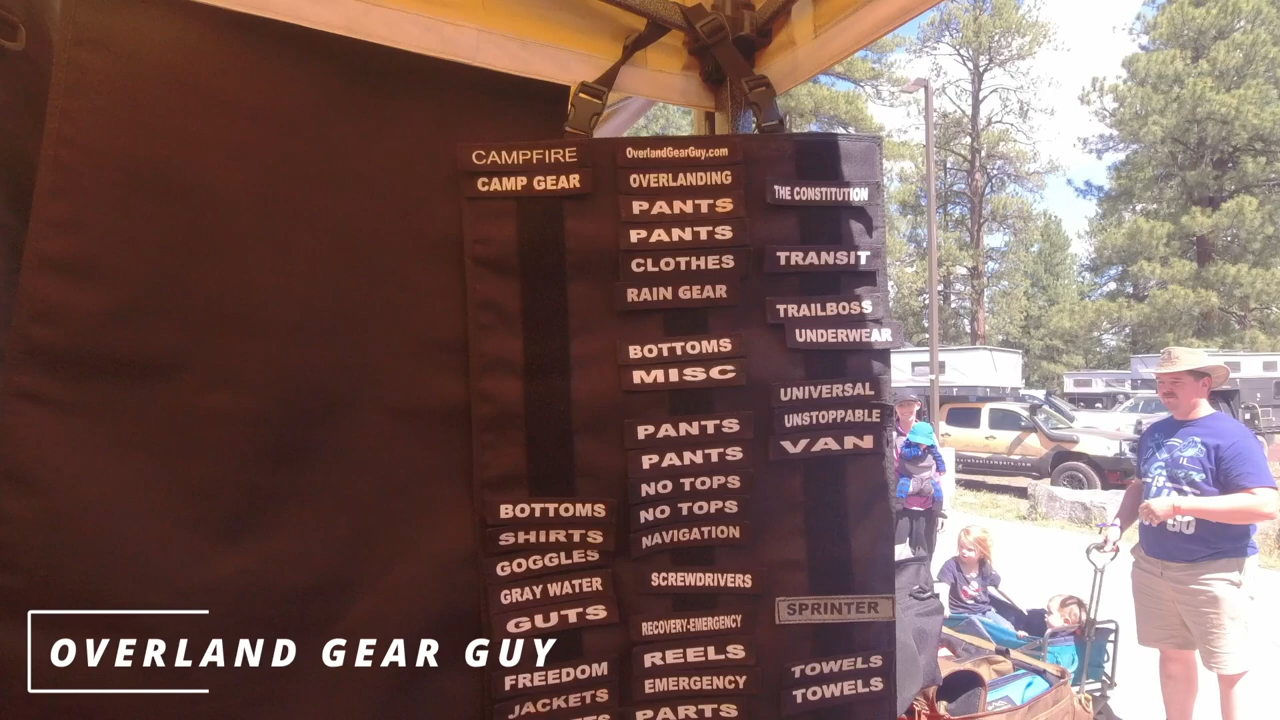 CAMPFIRE
CAMP GEAR
BOTTOMS
SHIRTS
GOGGLES
GRAY WATER
GUTS
FREEDOM
JACKETS
OverlandGearGuy.com
OVERLANDING
PANTS
PANTS
CLOTHES
RAIN GEAR
BOTTOMS
MISC
PANTS
PANTS
NO TOPS
NO TOPS
NAVIGATION
SCREWDRIVERS
RECOVERY-EMERGENCY
REELS
EMERGENCY
PARTS
THE CONSTITUTION
TRANSIT
TRAILBOSS
UNDERWEAR
UNIVERSAL
UNSTOPPABLE
VAN
SPRINTER
TOWELS
TOWELS
GO
OVERLAND GEAR GUY